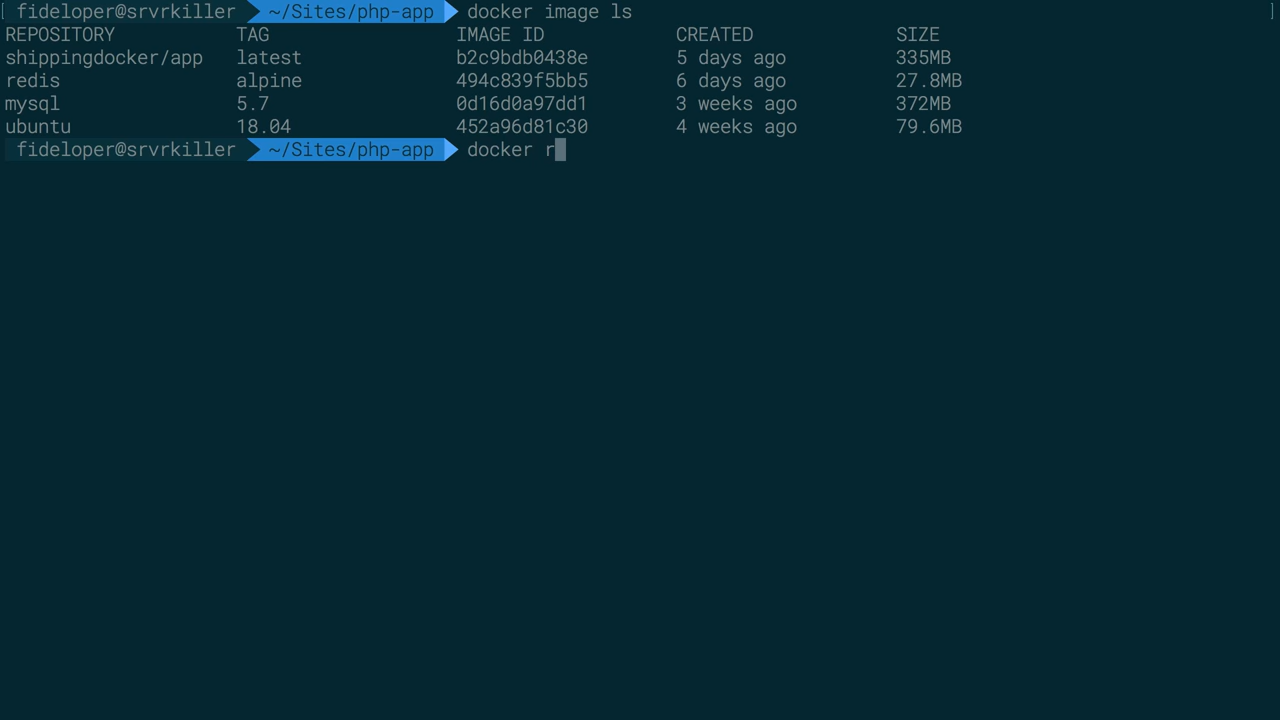 [ fideloper@srvrkiller ~/Sites/php-app docker image ls ]
REPOSITORY TAG IMAGE ID CREATED SIZE
shippingdocker/app latest b2c9bdb0438e 5 days ago 335MB
redis alpine 494c839f5bb5 6 days ago 27.8MB
mysql 5.7 0d16d0a97dd1 3 weeks ago 372MB
ubuntu 18.04 452a96d81c30 4 weeks ago 79.6MB
fideloper@srvrkiller ~/Sites/php-app docker r